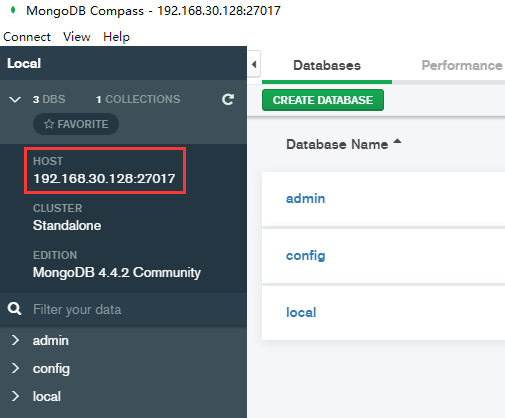 MongoDB Compass - 192.168.30.128:27017
Connect View Help
Local
3 DBS 1 COLLECTIONS
FAVORITE
HOST
192.168.30.128:27017
CLUSTER
Standalone
EDITION
MongoDB 4.4.2 Community
Filter your data
admin
config
local
Databases Performance
CREATE DATABASE
Database Name
admin
config
local